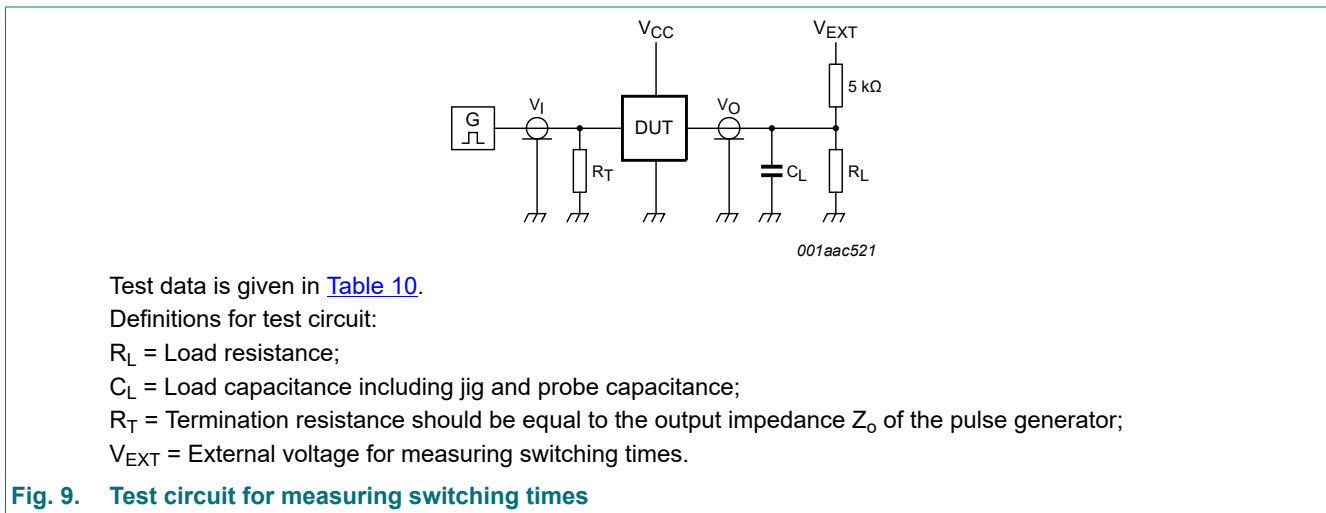 VCC
VEXT
5 kΩ
G
VI
DUT
VO
RT
CL
RL
001aac521
Test data is given in Table 10.
Definitions for test circuit:
RL = Load resistance;
CL = Load capacitance including jig and probe capacitance;
RT = Termination resistance should be equal to the output impedance Zo of the pulse generator;
VEXT = External voltage for measuring switching times.
Fig. 9. Test circuit for measuring switching times